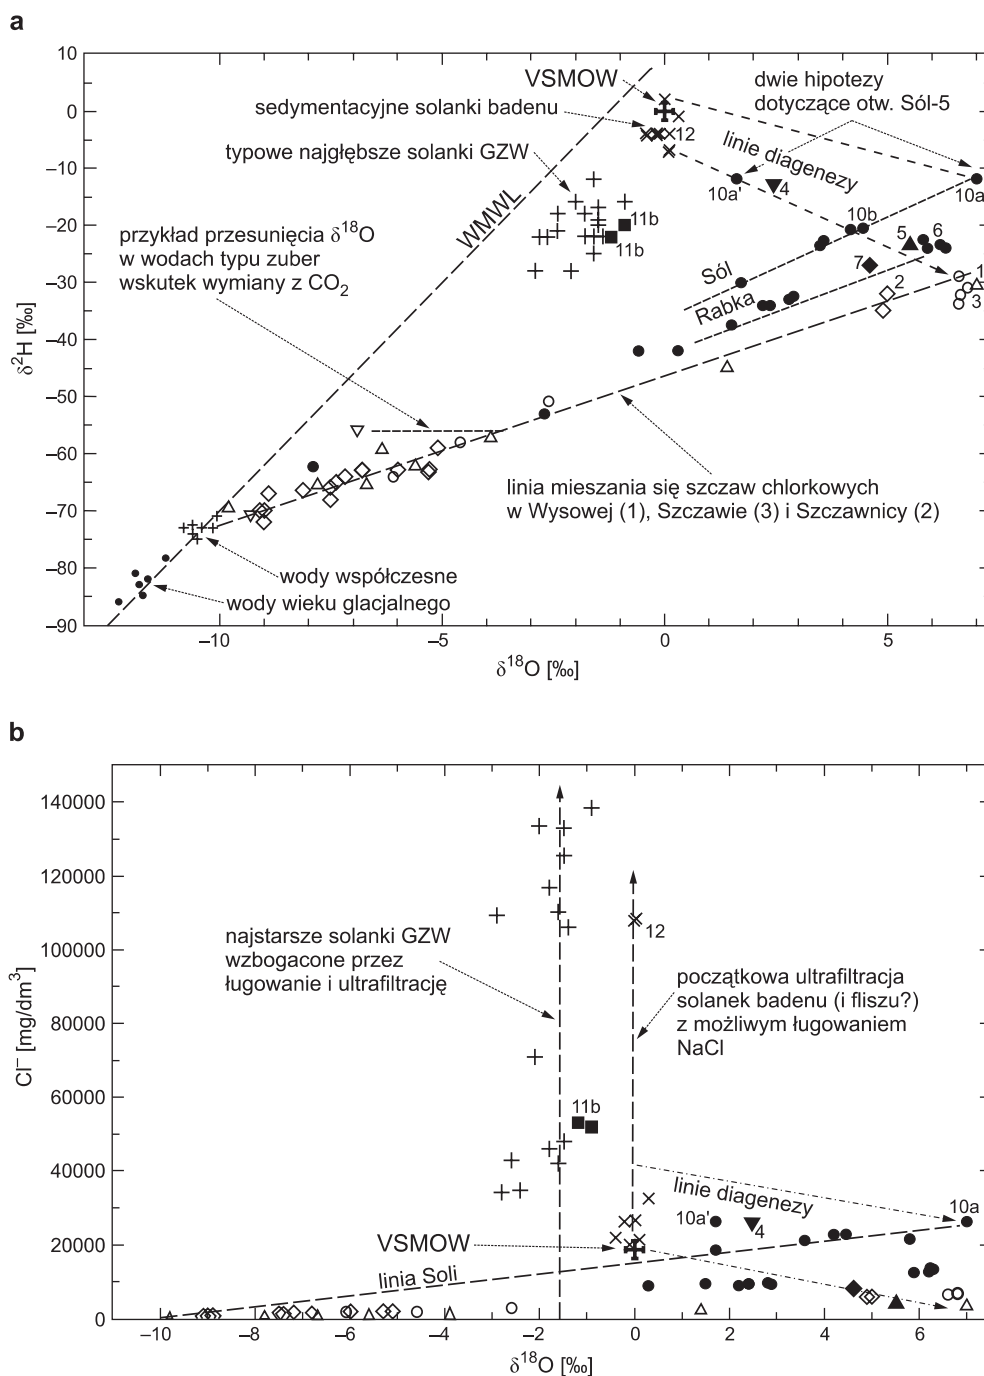 a
10
0
–10
–20
–30
–40
–50
–60
–70
–80
–90
δ²H [‰]
VSMOW
sedymentacyjne solanki badenu
typowe najgłębsze solanki GZW
dwie hipotezy
dotyczące otw. Sól-5
12
linie diagenezy
10a'
4
10a
WMWL
11b
11b
10b
5
6
7
2
1
3
Sól
Rabka
przykład przesunięcia δ¹⁸O
w wodach typu zuber
wskutek wymiany z CO₂
linia mieszania się szczaw chlorkowych
w Wysowej (1), Szczawie (3) i Szczawnicy (2)
wody współczesne
wody wieku glacjalnego
–10
–5
0
5
δ¹⁸O [‰]
b
140000
120000
100000
80000
60000
40000
20000
0
Cl⁻ [mg/dm³]
najstarsze solanki GZW
wzbogacone przez
ługowanie i ultrafiltrację
12
początkowa ultrafiltracja
solanek badenu (i fliszu?)
z możliwym ługowaniem
NaCl
11b
linie diagenezy
10a'
4
10a
VSMOW
linia Soli
–10
–8
–6
–4
–2
0
2
4
6
δ¹⁸O [‰]